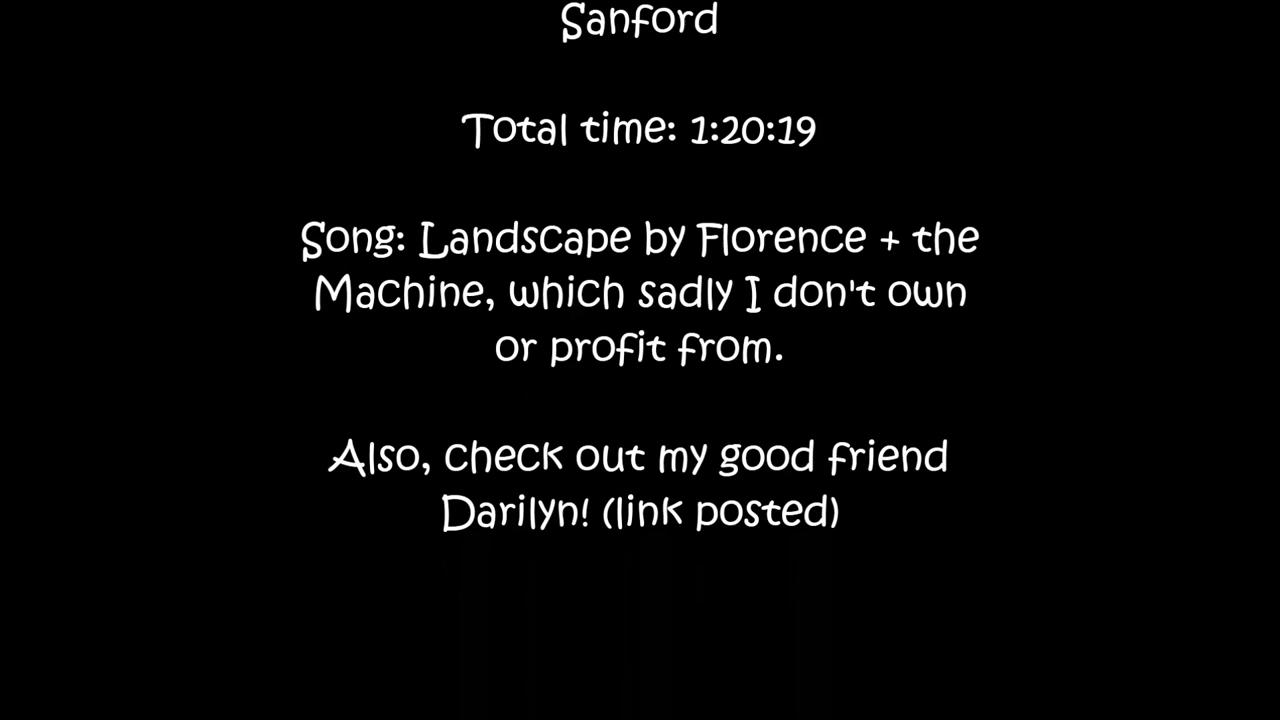 Sanford
Total time: 1:20:19
Song: Landscape by Florence + the
Machine, which sadly I don't own
or profit from.
Also, check out my good friend
Darilyn! (link posted)